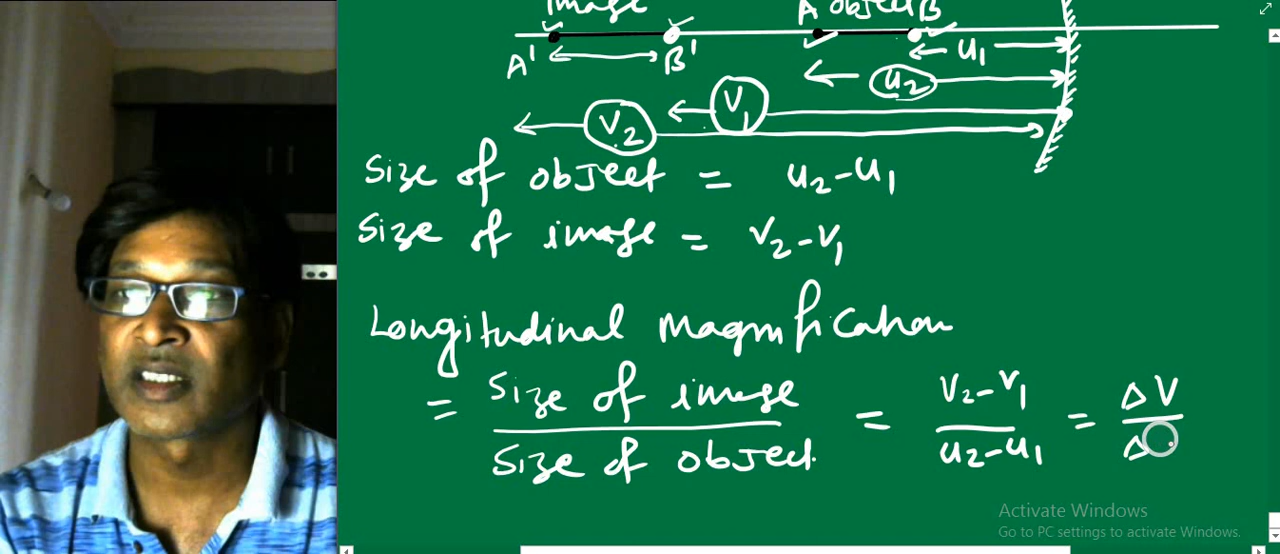 image A object B
A' B' u1
u2
V1
V2
Size of object = u2-u1
Size of image = V2-V1
Longitudinal Magnification
= Size of image / Size of object = V2-V1 / u2-u1 = ΔV / Δ
Activate Windows
Go to PC settings to activate Windows.